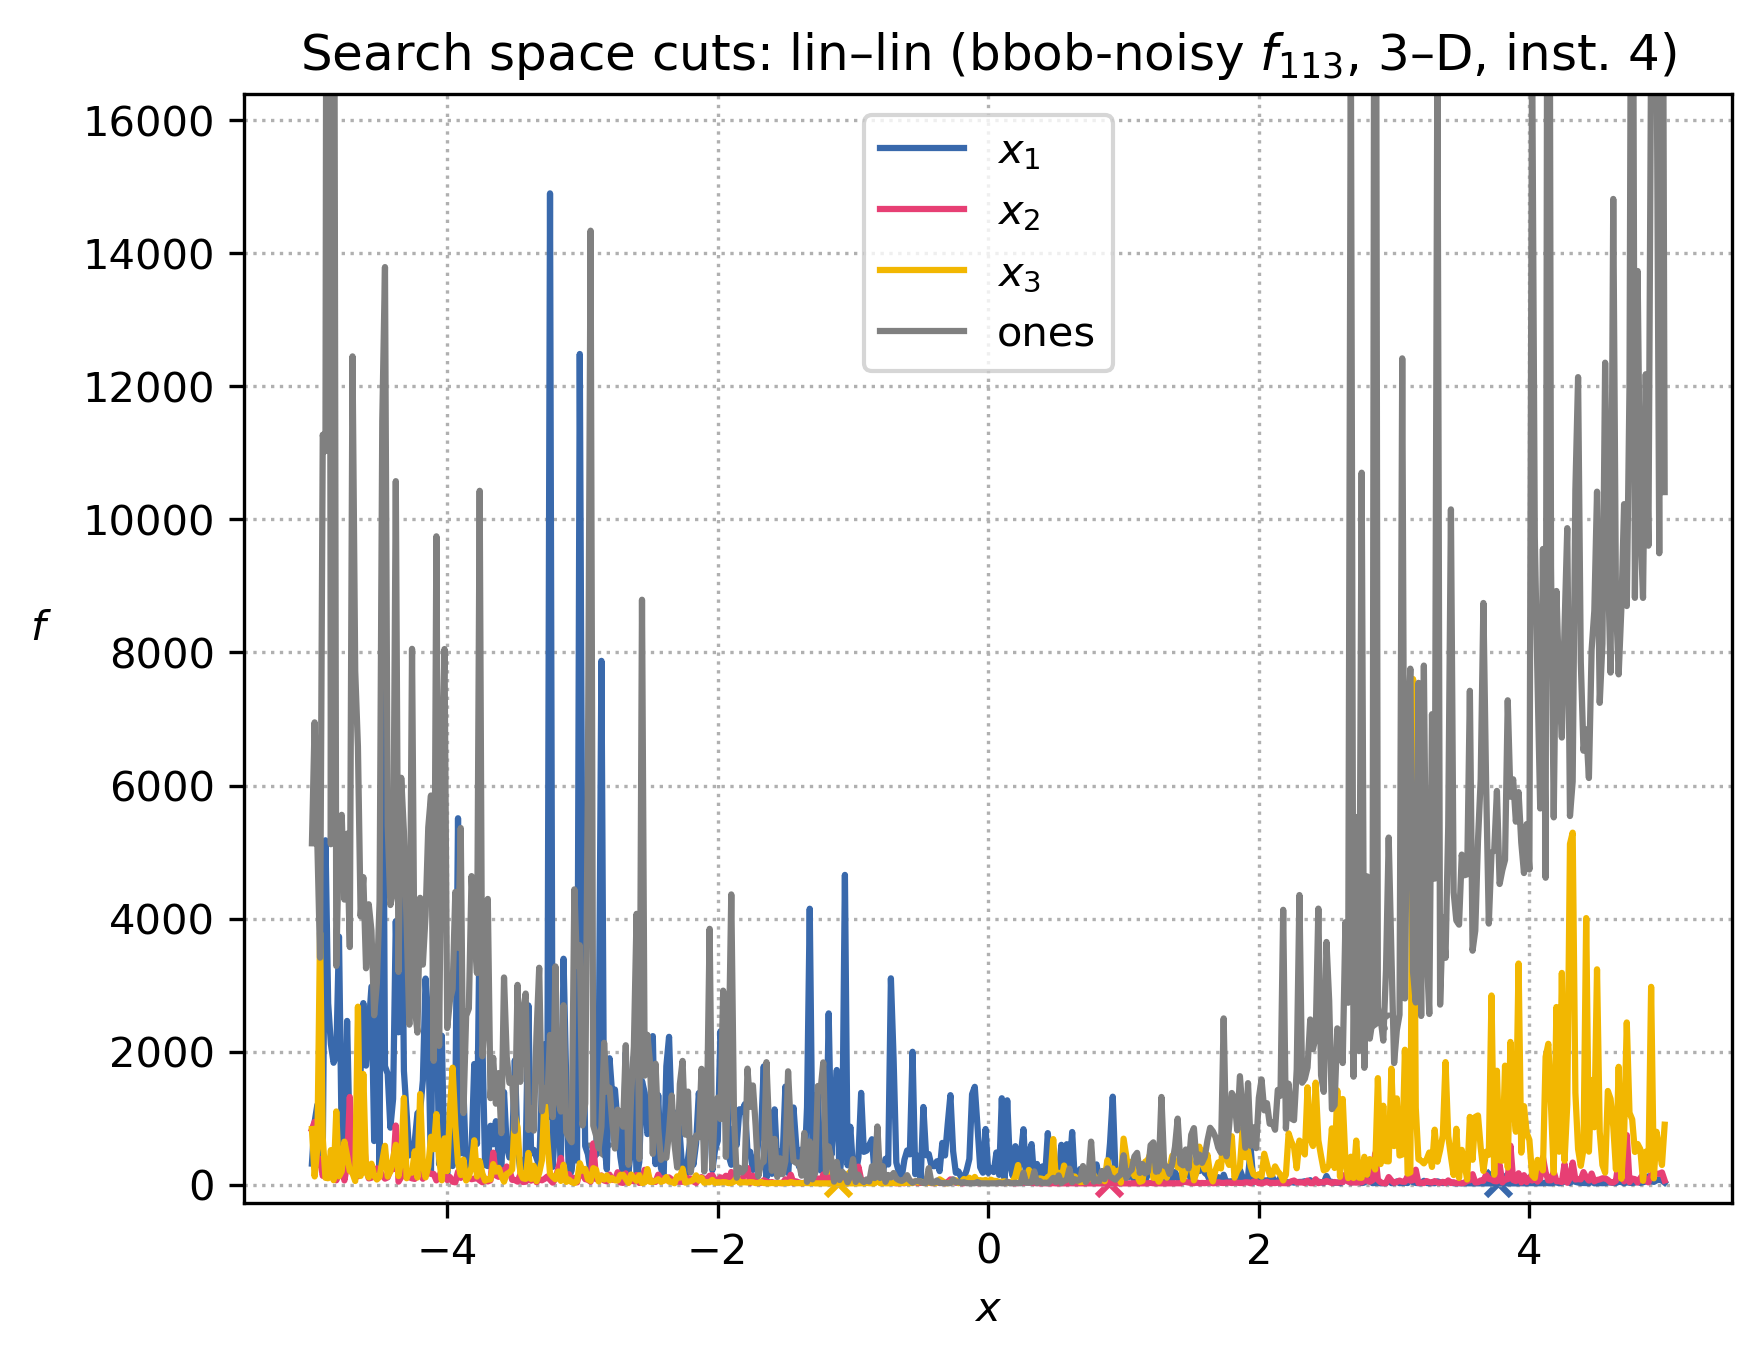 Search space cuts: lin–lin (bbob-noisy f₁₁₃, 3–D, inst. 4)
16000
14000
12000
10000
8000
6000
4000
2000
0
f
x₁
x₂
x₃
ones
−4
−2
0
2
4
x